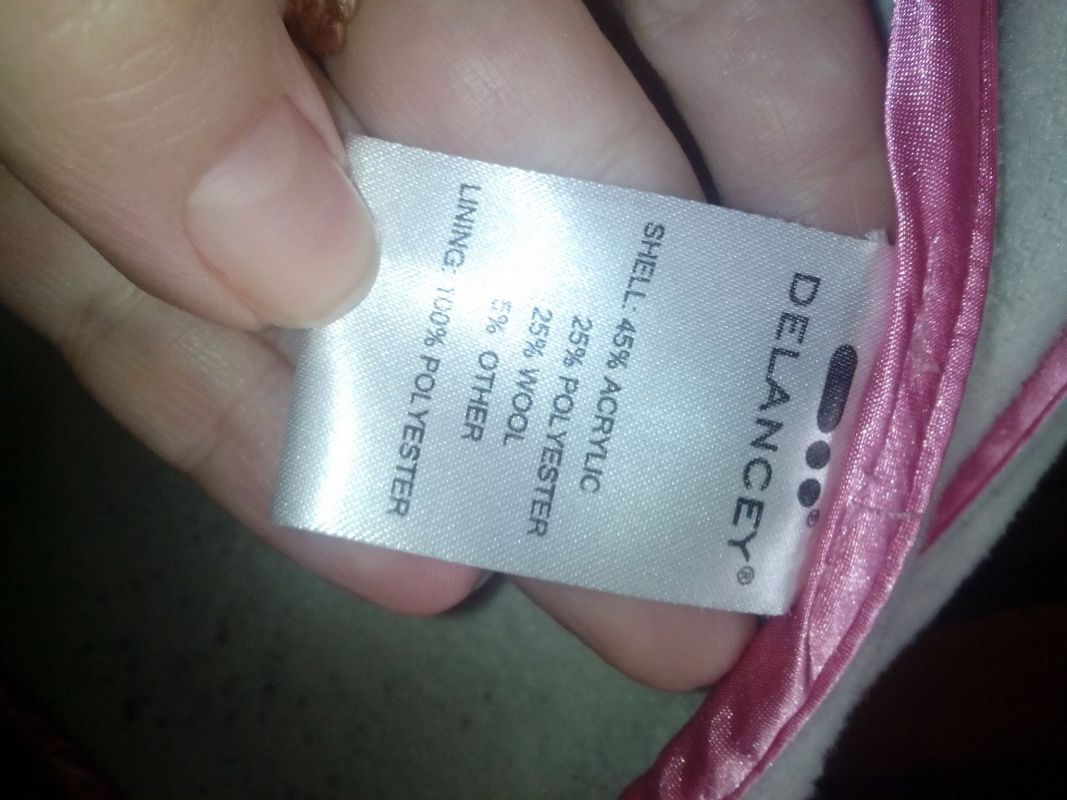 DELANCEY®
SHELL: 45% ACRYLIC
25% POLYESTER
25% WOOL
5% OTHER
LINING: 100% POLYESTER